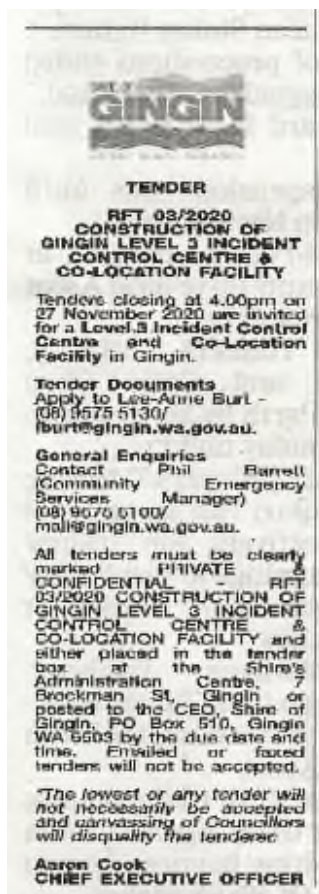 SHIRE OF
GINGIN
TENDER
RFT 03/2020
CONSTRUCTION OF
GINGIN LEVEL 3 INCIDENT
CONTROL CENTRE &
CO-LOCATION FACILITY
Tenders closing at 4.00pm on
27 November 2020 are invited
for a Level 3 Incident Control
Centre and Co-Location
Facility in Gingin.
Tender Documents
Apply to Lee-Anne Burt -
(08) 9575 5130/
lburt@gingin.wa.gov.au.
General Enquiries
Contact Phil Barrett
(Community Emergency
Services Manager)
(08) 9575 5100/
mail@gingin.wa.gov.au.
All tenders must be clearly
marked PRIVATE &
CONFIDENTIAL - RFT
03/2020 CONSTRUCTION OF
GINGIN LEVEL 3 INCIDENT
CONTROL CENTRE &
CO-LOCATION FACILITY and
either placed in the tender
box at the Shire's
Administration Centre, 7
Brockman St, Gingin or
posted to the CEO, Shire of
Gingin, PO Box 510, Gingin
WA 6503 by the due date and
time. Emailed or faxed
tenders will not be accepted.
"The lowest or any tender will
not necessarily be accepted
and canvassing of Councillors
will disqualify the tenderer.
Aaron Cook
CHIEF EXECUTIVE OFFICER